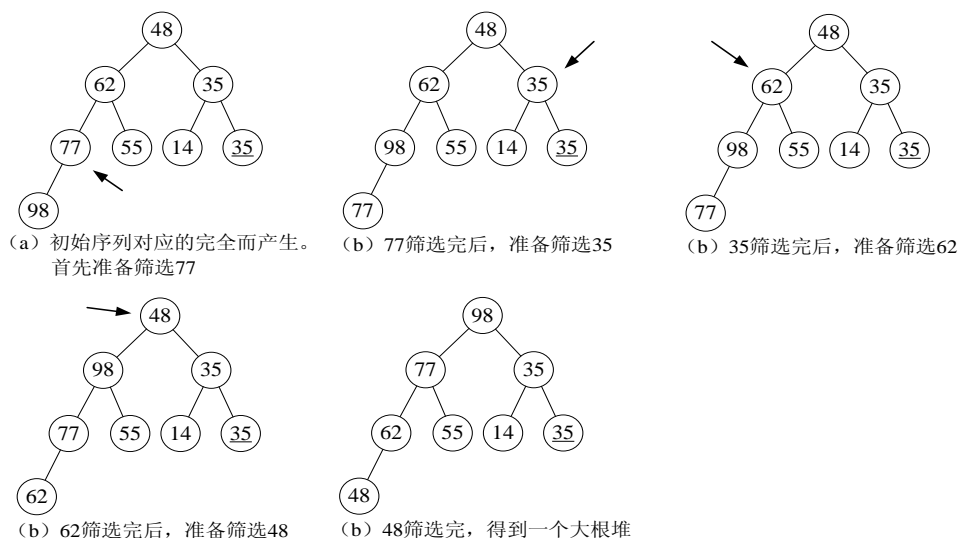 48 48 48
62 35 62 35 62 35
77 55 14 35 98 55 14 35 98 55 14 35
98 77 77
(a) 初始序列对应的完全而产生。 (b) 77筛选完后，准备筛选35 (b) 35筛选完后，准备筛选62
首先准备筛选77
48 98
98 35 77 35
77 55 14 35 62 55 14 35
62 48
(b) 62筛选完后，准备筛选48 (b) 48筛选完，得到一个大根堆